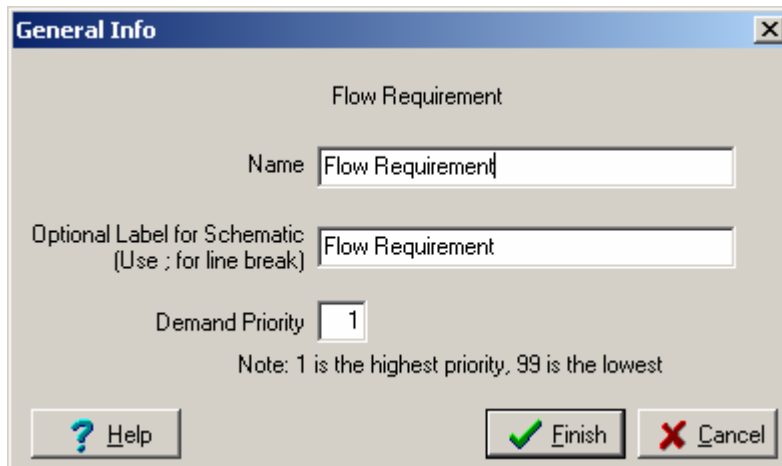 General Info
Flow Requirement
Name Flow Requirement
Optional Label for Schematic
(Use ; for line break) Flow Requirement
Demand Priority 1
Note: 1 is the highest priority, 99 is the lowest
? Help Finish Cancel